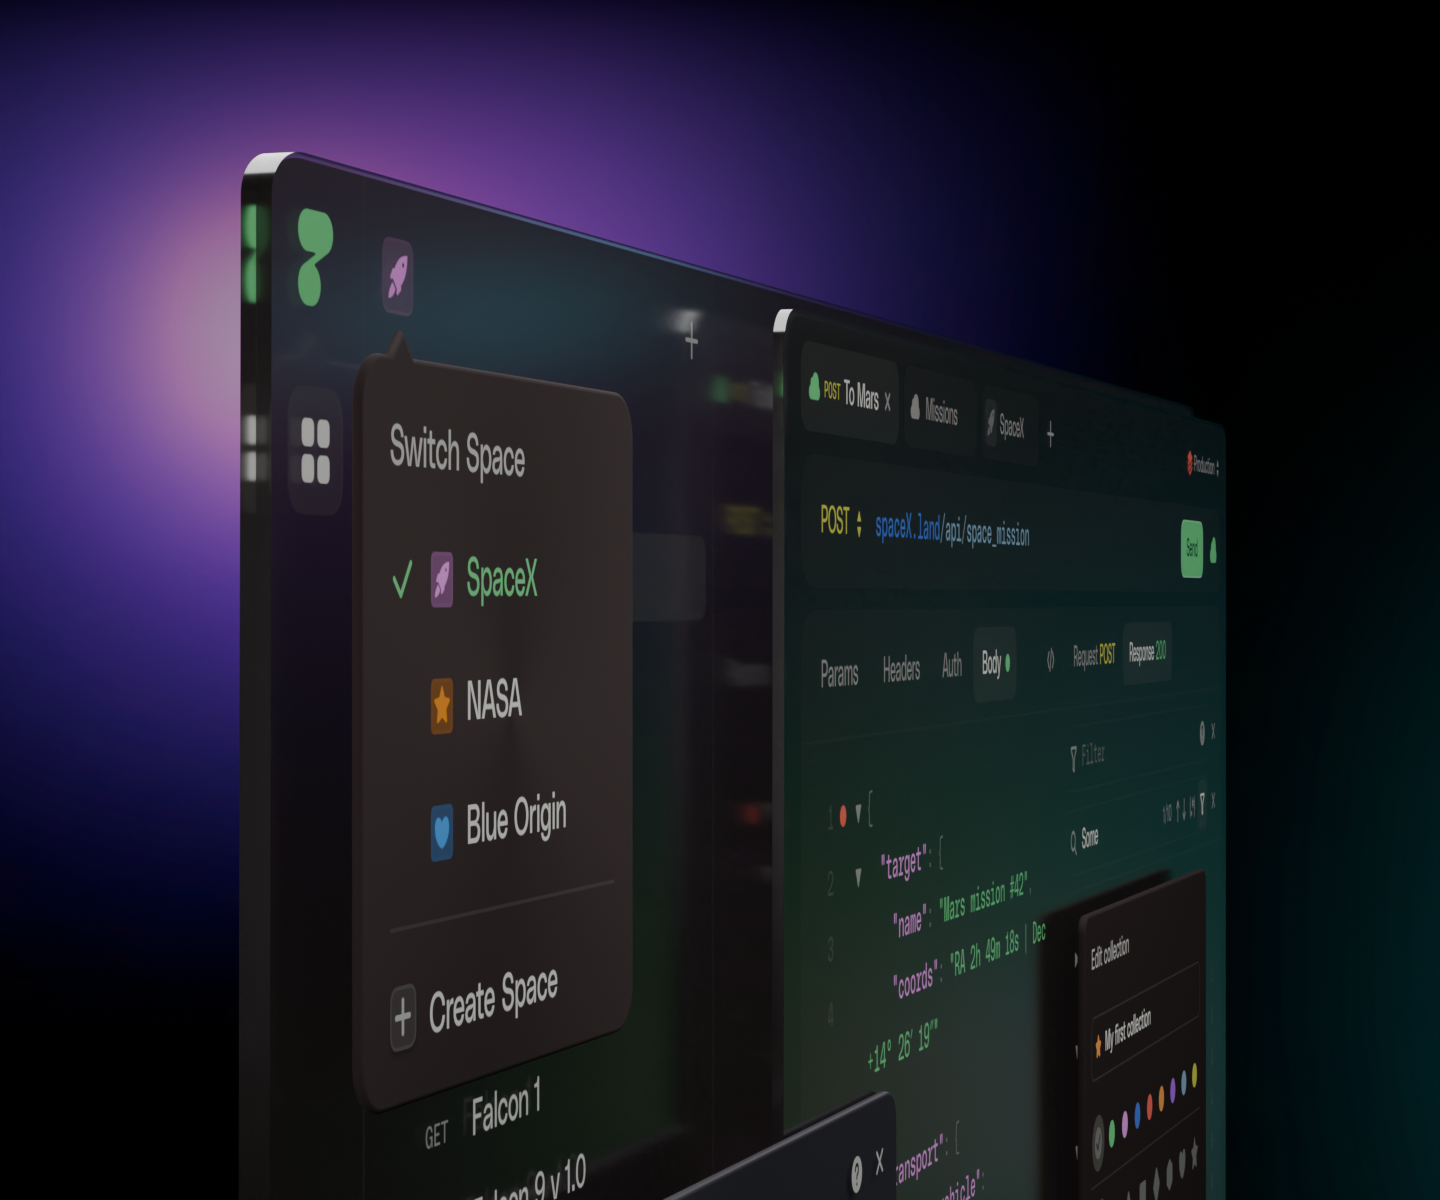 Switch Space
SpaceX
NASA
Blue Origin
Create Space
GET Falcon 1
Falcon 9 v 1.0
POST To Mars X
Missions
SpaceX
Production
POST spaceX.land/api/space_mission
Send
Params Headers Auth Body
Request POST Response 200
Filter X
Some X
1 {
2 "target": {
3 "name": "Mars mission #42",
4 "coords": "RA 2h 49m 18s | Dec
+14° 26′ 19″"
ansport": {
hicle":
? X
Edit collection
My first collection